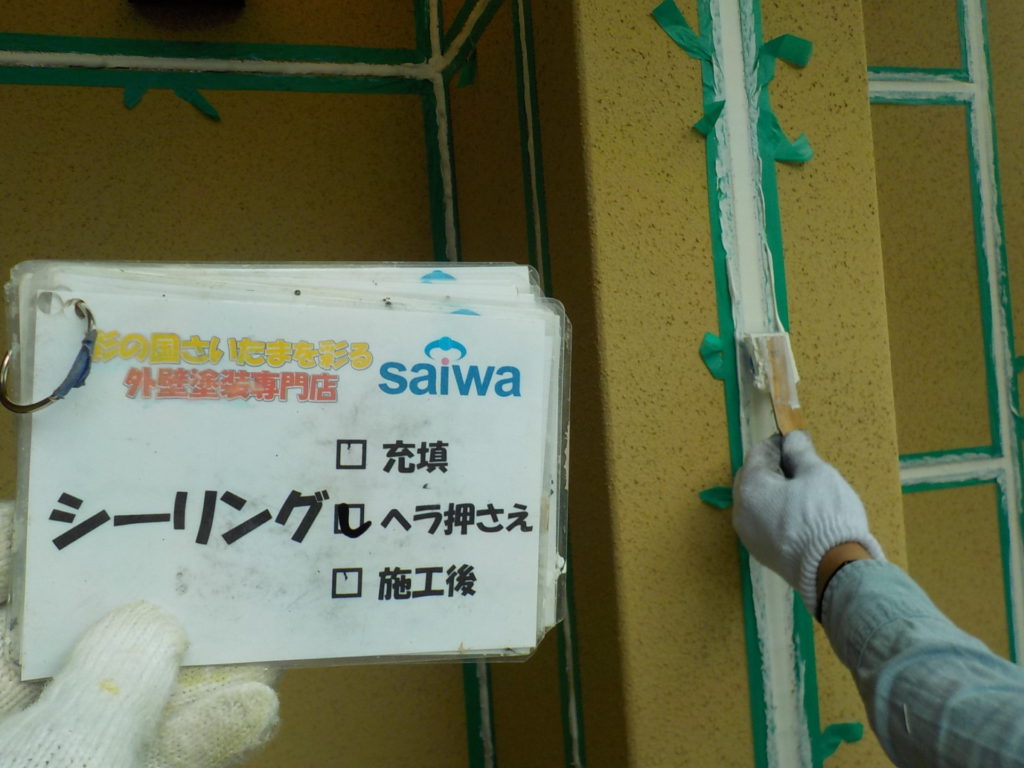 彩の国さいたまを彩る
外壁塗装専門店
saiwa
充填
シーリング
ヘラ押さえ
施工後